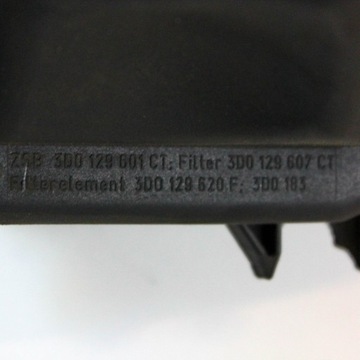 ZSB 3D0 129 601 CT; Filter 3D0 129 607 CT
Filterelement 3D0 129 620 F; 3D0 183